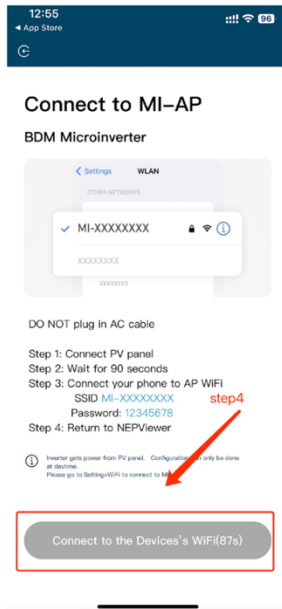 12:55
96
◀ App Store
Connect to MI-AP
BDM Microinverter
Settings WLAN
OTHER NETWORKS
MI-XXXXXXXX
XXXXXXXX
XXXXXXXX
DO NOT plug in AC cable
Step 1: Connect PV panel
Step 2: Wait for 90 seconds
Step 3: Connect your phone to AP WiFi
SSID MI-XXXXXXXX
step4
Password: 12345678
Step 4: Return to NEPViewer
Inverter gets power from PV panel. Configuration can only be done
at daytime
Please go to Setting>WiFi to connect to
Connect to the Devices's WiFi(87s)